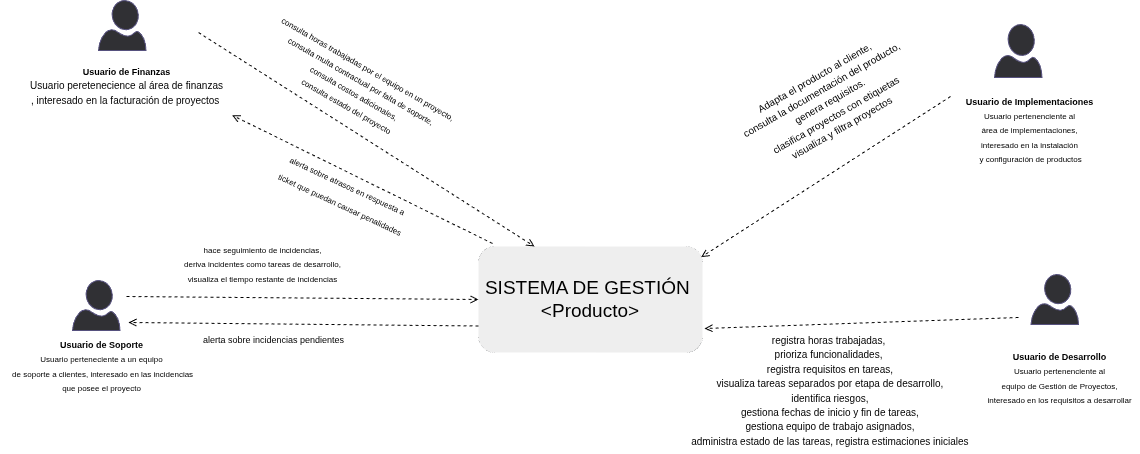 Usuario de Finanzas
Usuario peretenecience al área de finanzas
, interesado en la facturación de proyectos
consulta horas trabajadas por el equipo en un proyecto,
consulta multa contractual por falta de soporte,
consulta costos adicionales,
consulta estado del proyecto
alerta sobre atrasos en respuesta a
ticket que puedan causar penalidades
Adapta el producto al cliente,
consulta la documentación del producto,
genera requisitos.
clasifica proyectos con etiquetas
visualiza y filtra proyectos
Usuario de Implementaciones
Usuario pertenenciente al
área de implementaciones,
interesado en la instalación
y configuración de productos
hace seguimiento de incidencias,
deriva incidentes como tareas de desarrollo,
visualiza el tiempo restante de incidencias
SISTEMA DE GESTIÓN
<Producto>
alerta sobre incidencias pendientes
Usuario de Soporte
Usuario perteneciente a un equipo
de soporte a clientes, interesado en las incidencias
que posee el proyecto
registra horas trabajadas,
prioriza funcionalidades,
registra requisitos en tareas,
visualiza tareas separados por etapa de desarrollo,
identifica riesgos,
gestiona fechas de inicio y fin de tareas,
gestiona equipo de trabajo asignados,
administra estado de las tareas, registra estimaciones iniciales
Usuario de Desarrollo
Usuario pertenenciente al
equipo de Gestión de Proyectos,
interesado en los requisitos a desarrollar